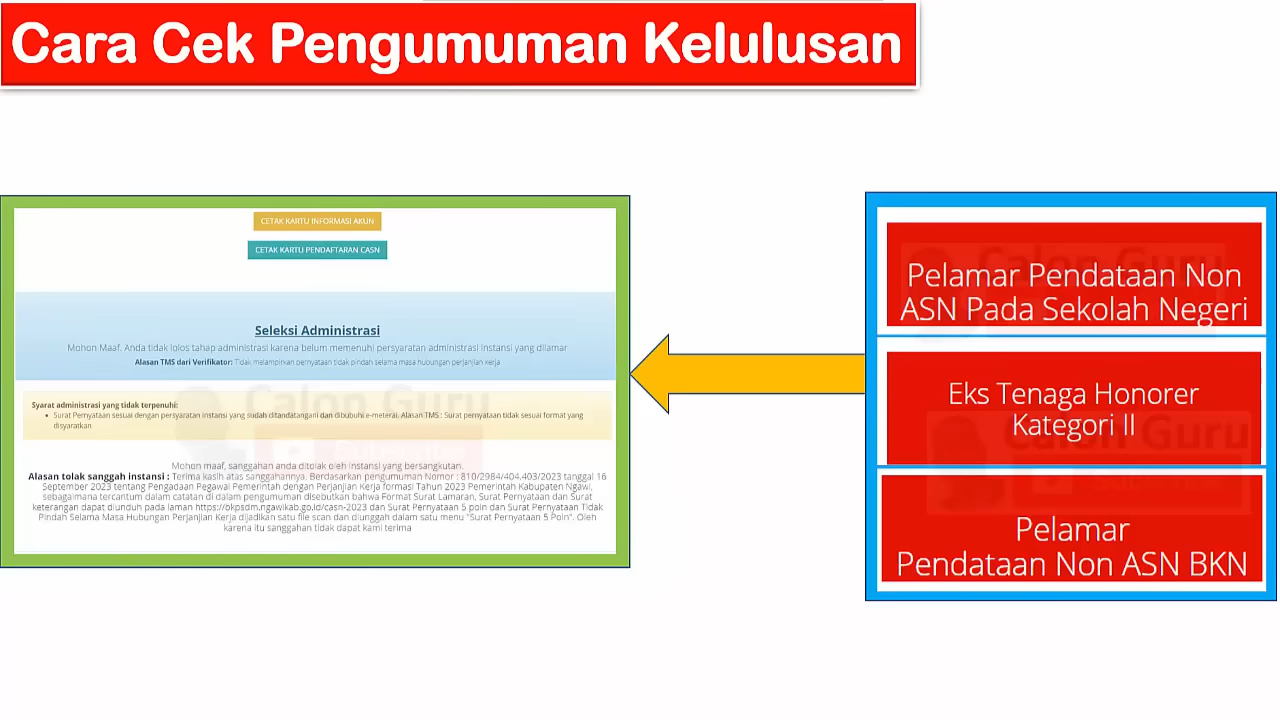 Cara Cek Pengumuman Kelulusan
CETAK KARTU INFORMASI AKUN
CETAK KARTU PENDAFTARAN CASN
Seleksi Administrasi
Mohon Maaf. Anda tidak lolos tahap administrasi karena belum memenuhi persyaratan administrasi instansi yang dilamar
Alasan TMS dari Verifikator: Tidak melampirkan pernyataan tidak pindah selama masa hubungan perjanjian kerja
Syarat administrasi yang tidak terpenuhi:
• Surat Pernyataan sesuai dengan persyaratan instansi yang sudah ditandatangani dan dibubuhi e-meterai. Alasan TMS : Surat pernyataan tidak sesuai format yang
disyaratkan
Mohon maaf, sanggahan anda ditolak oleh instansi yang bersangkutan.
Alasan tolak sanggah instansi : Terima kasih atas sanggahannya. Berdasarkan pengumuman Nomor : 810/2984/404.403/2023 tanggal 16
September 2023 tentang Pengadaan Pegawai Pemerintah dengan Perjanjian Kerja formasi Tahun 2023 Pemerintah Kabupaten Ngawi,
sebagaimana tercantum dalam catatan di dalam pengumuman disebutkan bahwa Format Surat Lamaran, Surat Pernyataan dan Surat
keterangan dapat diunduh pada laman https://bkpsdm.ngawikab.go.id/casn-2023 dan Surat Pernyataan 5 poin dan Surat Pernyataan Tidak
Pindah Selama Masa Hubungan Perjanjian Kerja dijadikan satu file scan dan diunggah dalam satu menu "Surat Pernyataan 5 Poin". Oleh
karena itu sanggahan tidak dapat kami terima
Calon Guru
Pelamar Pendataan Non
ASN Pada Sekolah Negeri
Calon Guru
Eks Tenaga Honorer
Kategori II
Calon Guru
Pelamar
Pendataan Non ASN BKN